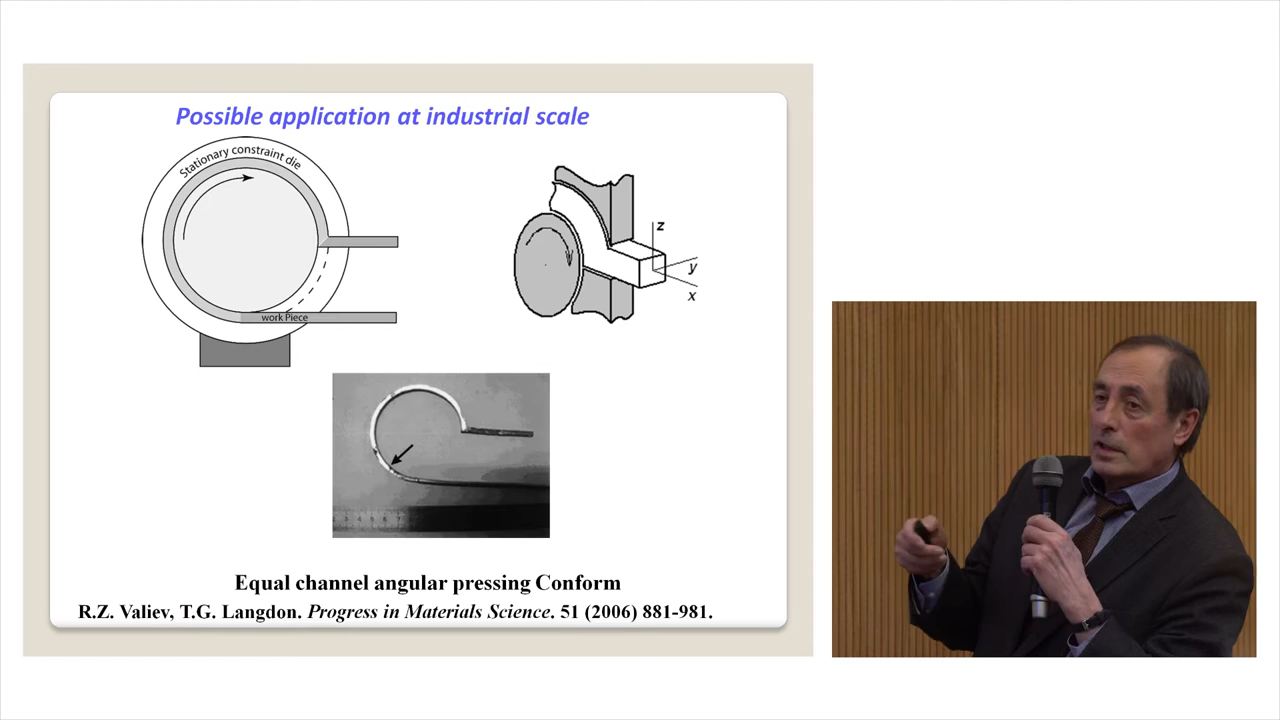 Possible application at industrial scale
Stationary constraint die
work Piece
z
y
x
Equal channel angular pressing Conform
R.Z. Valiev, T.G. Langdon. Progress in Materials Science. 51 (2006) 881-981.